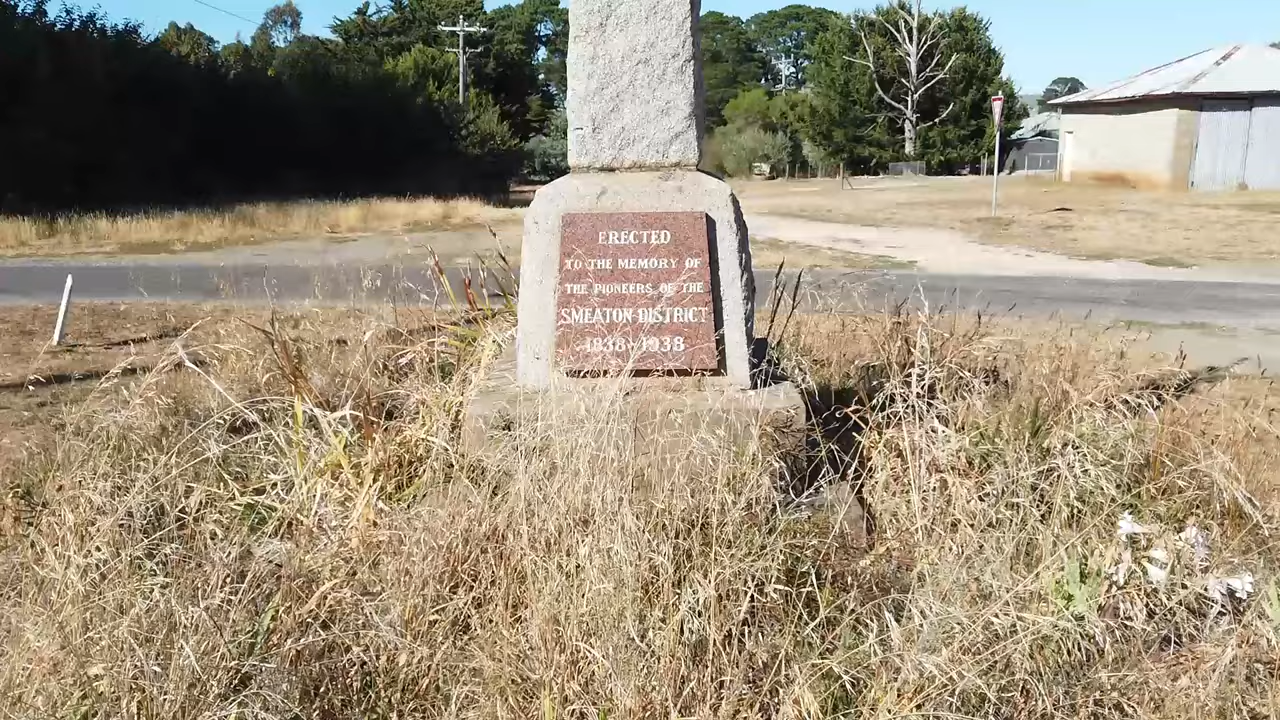 ERECTED
TO THE MEMORY OF
THE PIONEERS OF THE
SMEATON DISTRICT
1838-1938